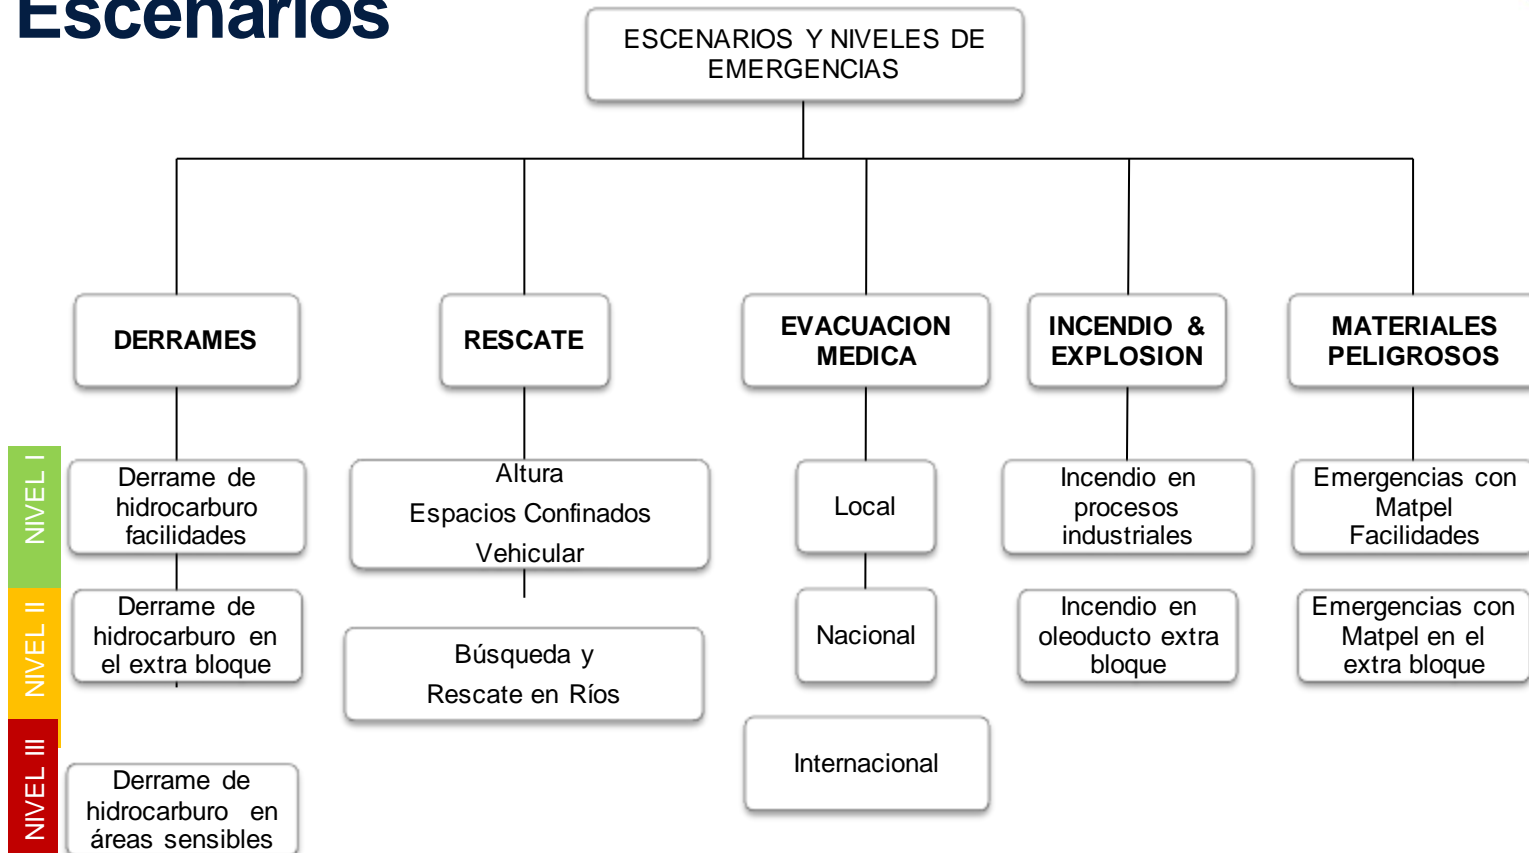 Escenarios
ESCENARIOS Y NIVELES DE
EMERGENCIAS
DERRAMES
RESCATE
EVACUACION
MEDICA
INCENDIO &
EXPLOSION
MATERIALES
PELIGROSOS
NIVEL I
Derrame de
hidrocarburo
facilidades
Altura
Espacios Confinados
Vehicular
Local
Incendio en
procesos
industriales
Emergencias con
Matpel
Facilidades
NIVEL II
Derrame de
hidrocarburo en
el extra bloque
Búsqueda y
Rescate en Ríos
Nacional
Incendio en
oleoducto extra
bloque
Emergencias con
Matpel en el
extra bloque
NIVEL III
Derrame de
hidrocarburo en
áreas sensibles
Internacional